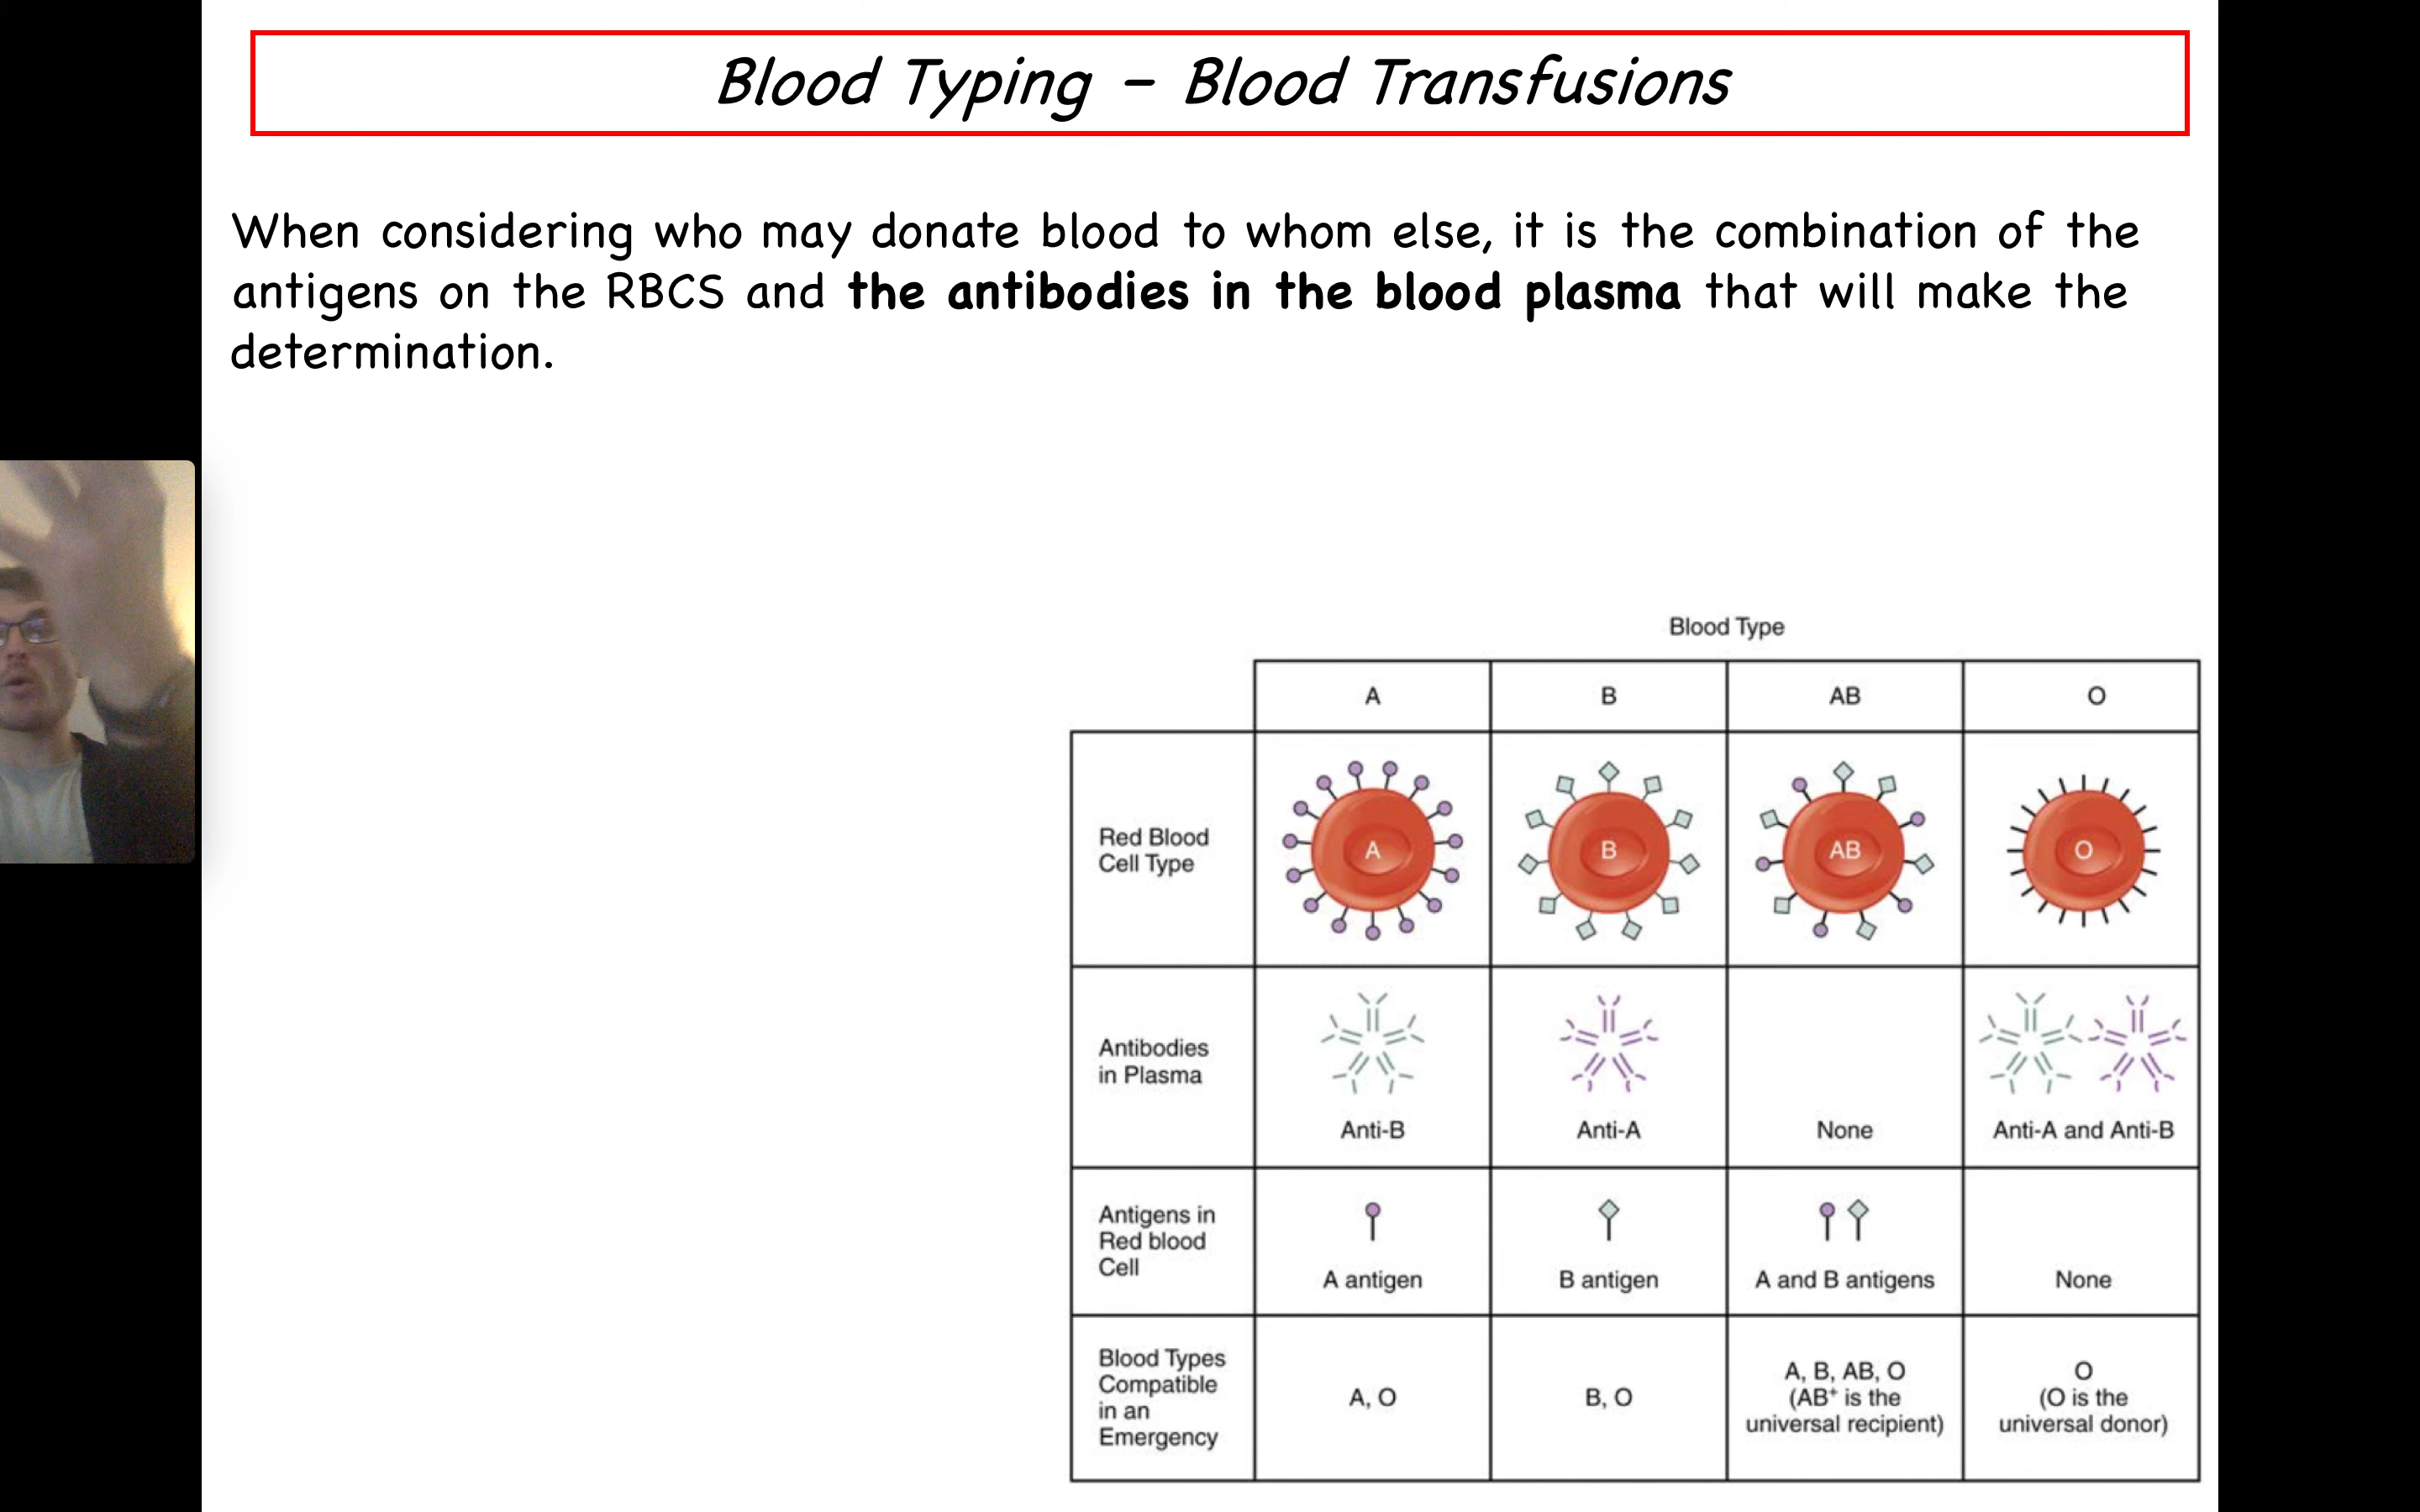 Blood Typing – Blood Transfusions
When considering who may donate blood to whom else, it is the combination of the
antigens on the RBCS and the antibodies in the blood plasma that will make the
determination.
Blood Type
A B AB O
Red Blood
Cell Type
A B AB O
Antibodies
in Plasma
Anti-B Anti-A None Anti-A and Anti-B
Antigens in
Red blood
Cell
A antigen B antigen A and B antigens None
Blood Types
Compatible
in an
Emergency
A, O
B, O
A, B, AB, O
(AB⁺ is the
universal recipient)
O
(O is the
universal donor)